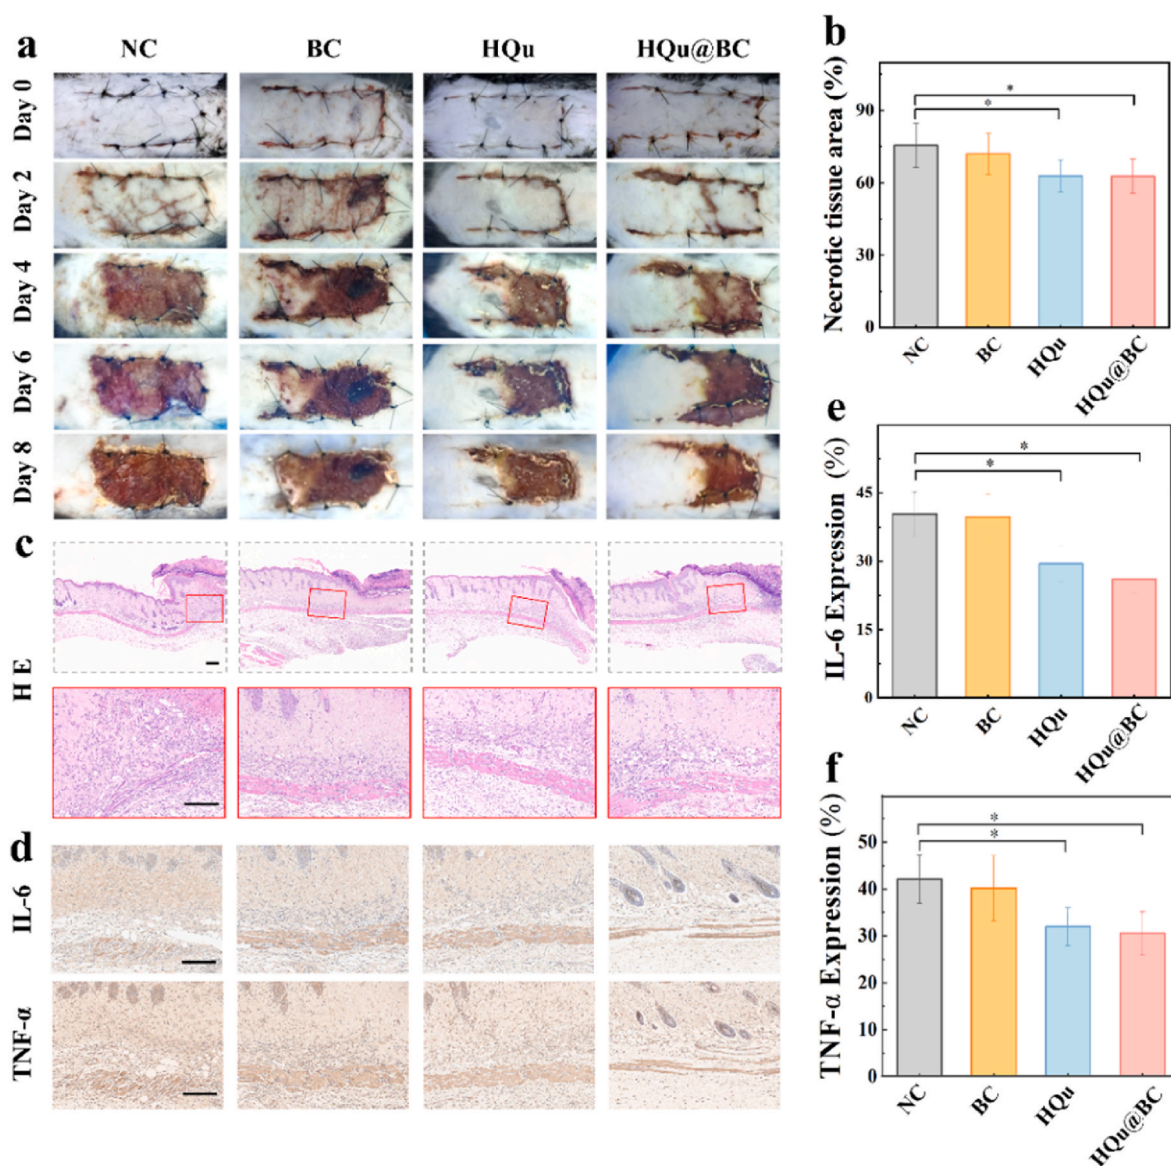 a
NC
BC
HQu
HQu@BC
Day 0
Day 2
Day 4
Day 6
Day 8
c
HE
d
IL-6
TNF-α
b
Necrotic tissue area (%)
90
60
30
0
*
*
NC
BC
HQu
HQu@BC
e
IL-6 Expression (%)
45
30
15
0
*
*
NC
BC
HQu
HQu@BC
f
TNF-α Expression (%)
50
40
30
20
10
0
*
*
NC
BC
HQu
HQu@BC